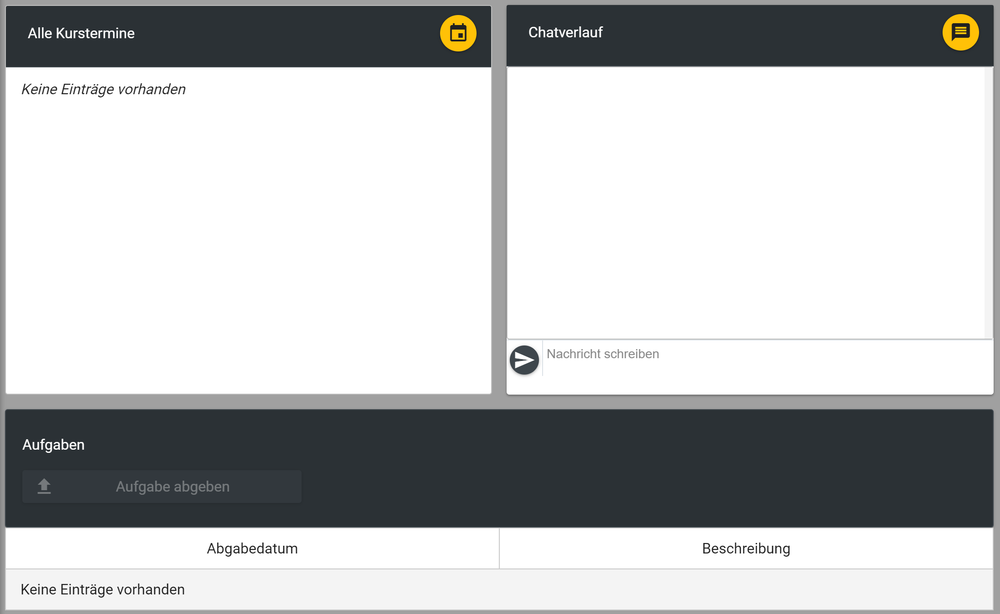 Alle Kurstermine
Keine Einträge vorhanden
Chatverlauf
Nachricht schreiben
Aufgaben
Aufgabe abgeben
Abgabedatum
Beschreibung
Keine Einträge vorhanden